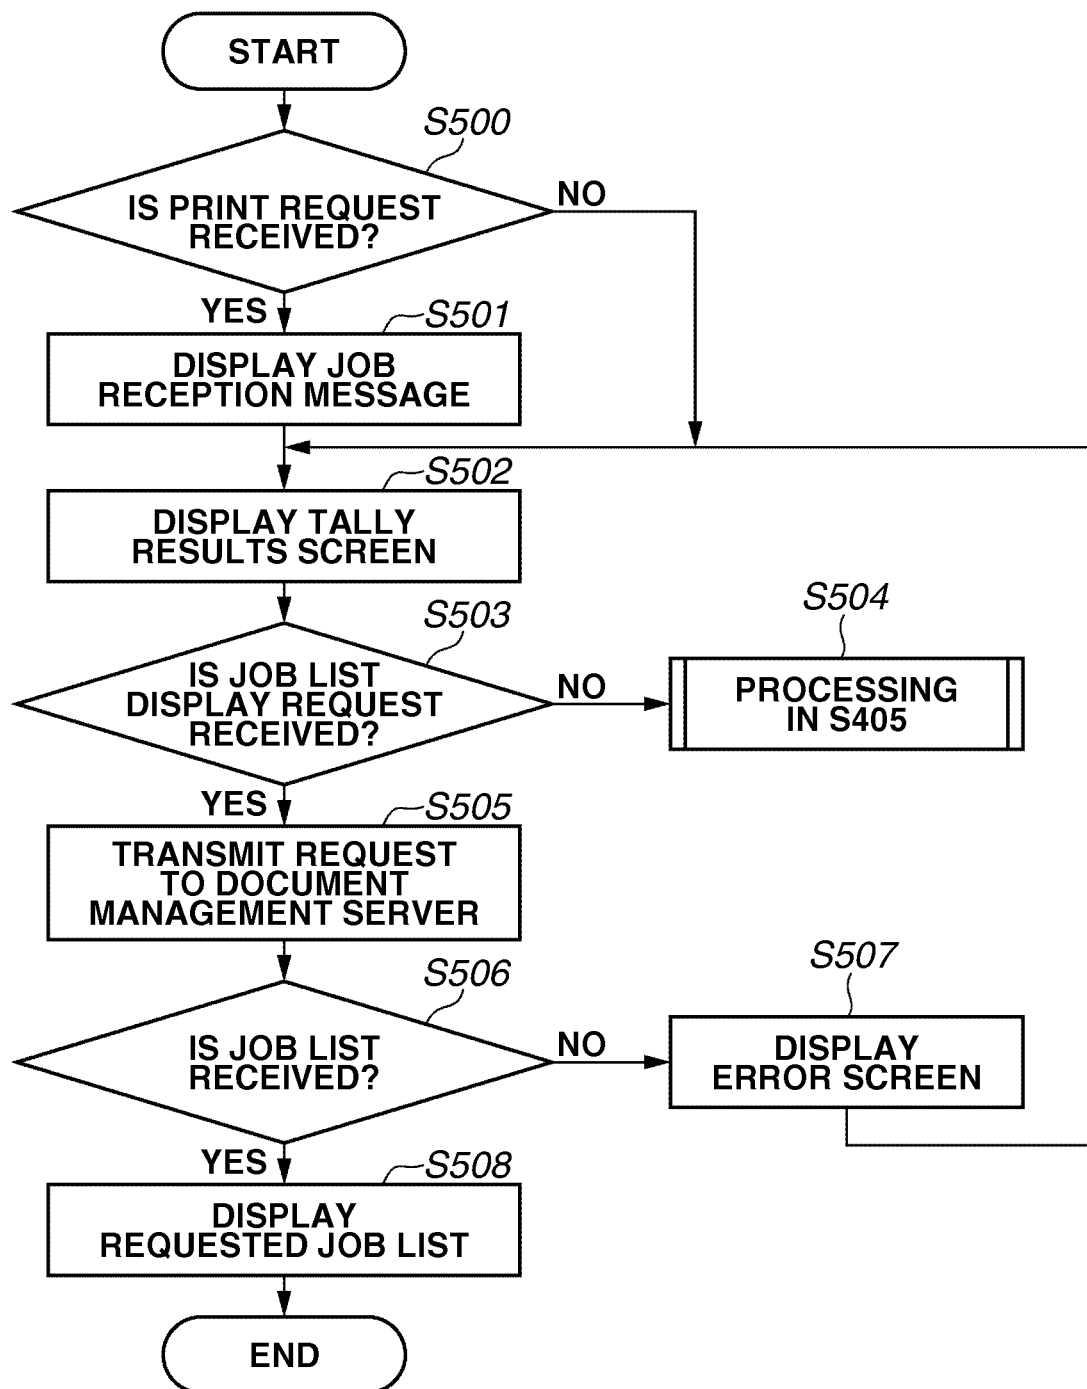 START
S500
IS PRINT REQUEST
RECEIVED?
NO
YES
S501
DISPLAY JOB
RECEPTION MESSAGE
S502
DISPLAY TALLY
RESULTS SCREEN
S503
IS JOB LIST
DISPLAY REQUEST
RECEIVED?
NO
S504
PROCESSING
IN S405
YES
S505
TRANSMIT REQUEST
TO DOCUMENT
MANAGEMENT SERVER
S506
IS JOB LIST
RECEIVED?
NO
S507
DISPLAY
ERROR SCREEN
YES
S508
DISPLAY
REQUESTED JOB LIST
END